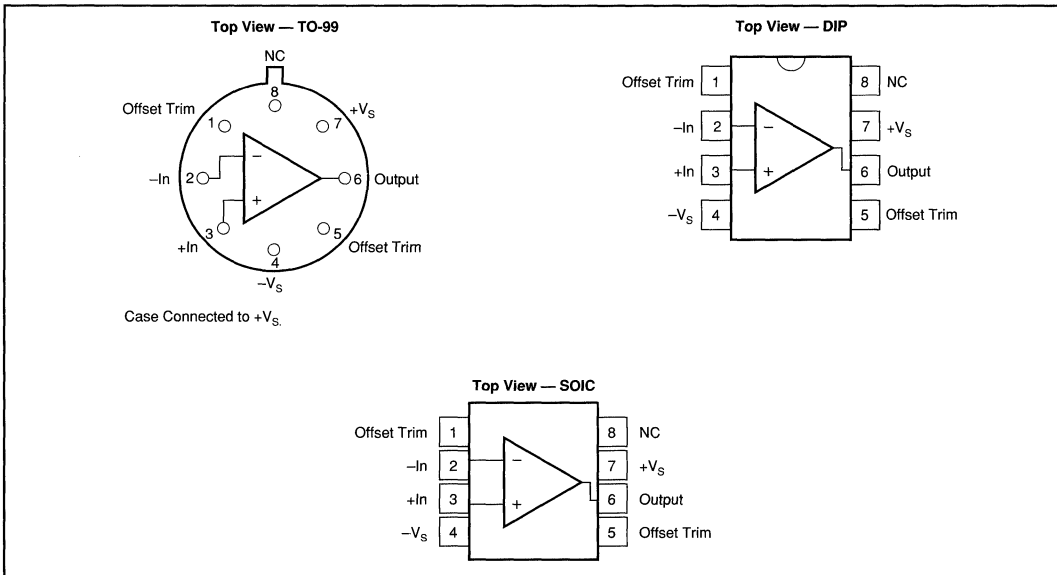 Top View — TO-99
NC
8
Offset Trim
+VS
1
7
–In
2
–
6
Output
+
3
5
+In
Offset Trim
4
–VS
Case Connected to +VS.
Top View — DIP
Offset Trim 1
8 NC
–In 2
–
7 +VS
+In 3
+
6 Output
–VS 4
5 Offset Trim
Top View — SOIC
Offset Trim 1
8 NC
–In 2
–
7 +VS
+In 3
+
6 Output
–VS 4
5 Offset Trim